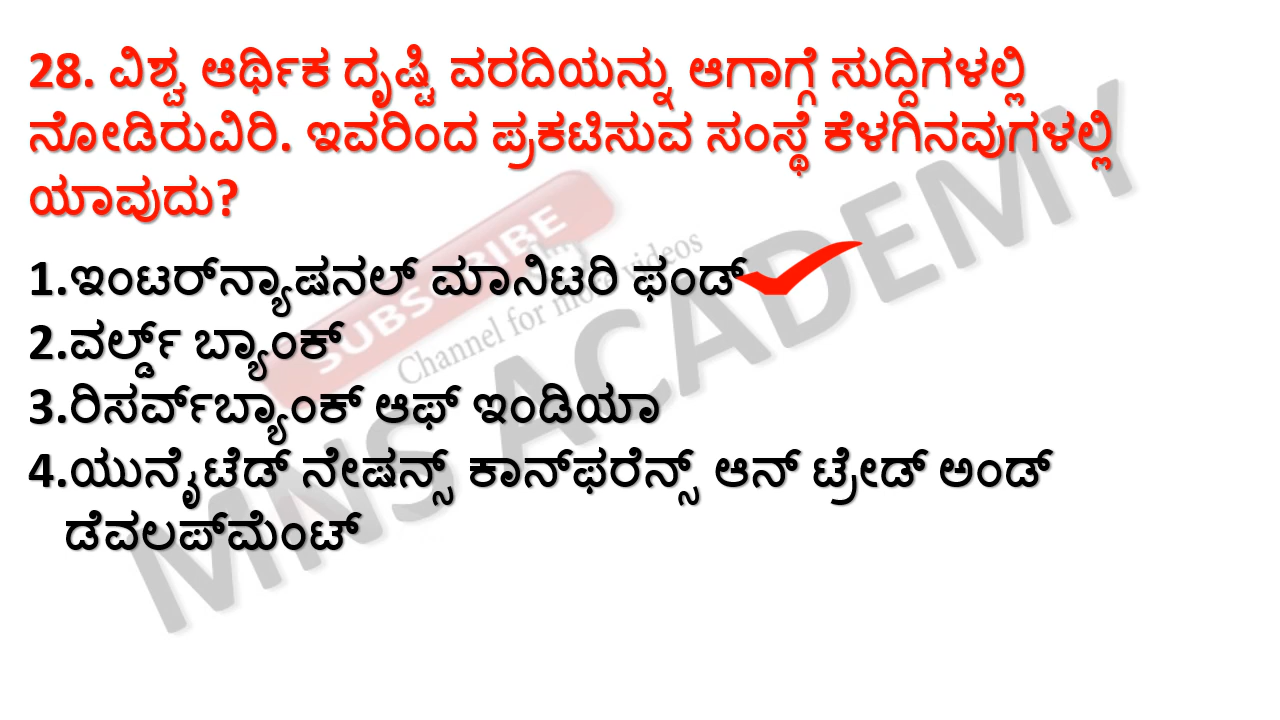 28. ವಿಶ್ವ ಆರ್ಥಿಕ ದೃಷ್ಟಿ ವರದಿಯನ್ನು ಆಗಾಗ್ಗೆ ಸುದ್ದಿಗಳಲ್ಲಿ
ನೋಡಿರುವಿರಿ. ಇವರಿಂದ ಪ್ರಕಟಿಸುವ ಸಂಸ್ಥೆ ಕೆಳಗಿನವುಗಳಲ್ಲಿ
ಯಾವುದು?
1.ಇಂಟರ್‌ನ್ಯಾಷನಲ್ ಮಾನಿಟರಿ ಫಂಡ್
2.ವರ್ಲ್ಡ್ ಬ್ಯಾಂಕ್
3.ರಿಸರ್ವ್‌ಬ್ಯಾಂಕ್ ಆಫ್ ಇಂಡಿಯಾ
4.ಯುನೈಟೆಡ್ ನೇಷನ್ಸ್ ಕಾನ್‌ಫರೆನ್ಸ್ ಆನ್ ಟ್ರೇಡ್ ಅಂಡ್
ಡೆವಲಪ್‌ಮೆಂಟ್
SUBSCRIBE
Channel for more videos
MNS ACADEMY